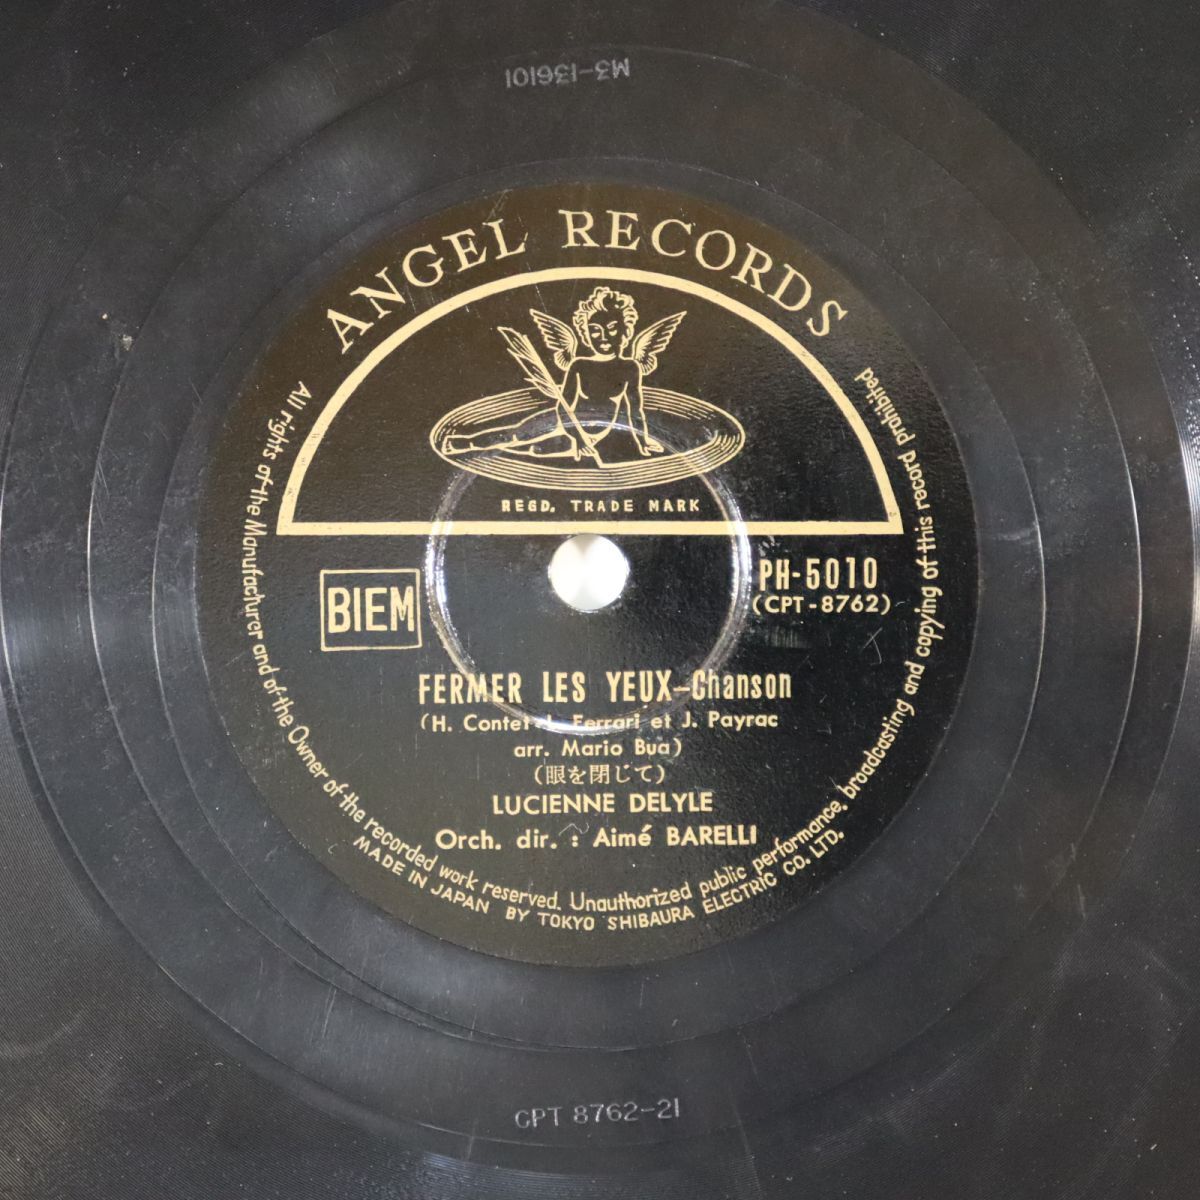 M3-136101
ANGEL RECORDS
REGD. TRADE MARK
BIEM
PH-5010
(CPT-8762)
FERMER LES YEUX-Chanson
(H. Contet-L. Ferrari et J. Payrac
arr. Mario Bua)
(眼を閉じて)
LUCIENNE DELYLE
Orch. dir. : Aimé BARELLI
All rights of the Manufacturer and of the Owner of the recorded work reserved. Unauthorized public performance, broadcasting and copying of this record prohibited
MADE IN JAPAN BY TOKYO SHIBAURA ELECTRIC CO. LTD.
CPT 8762-21